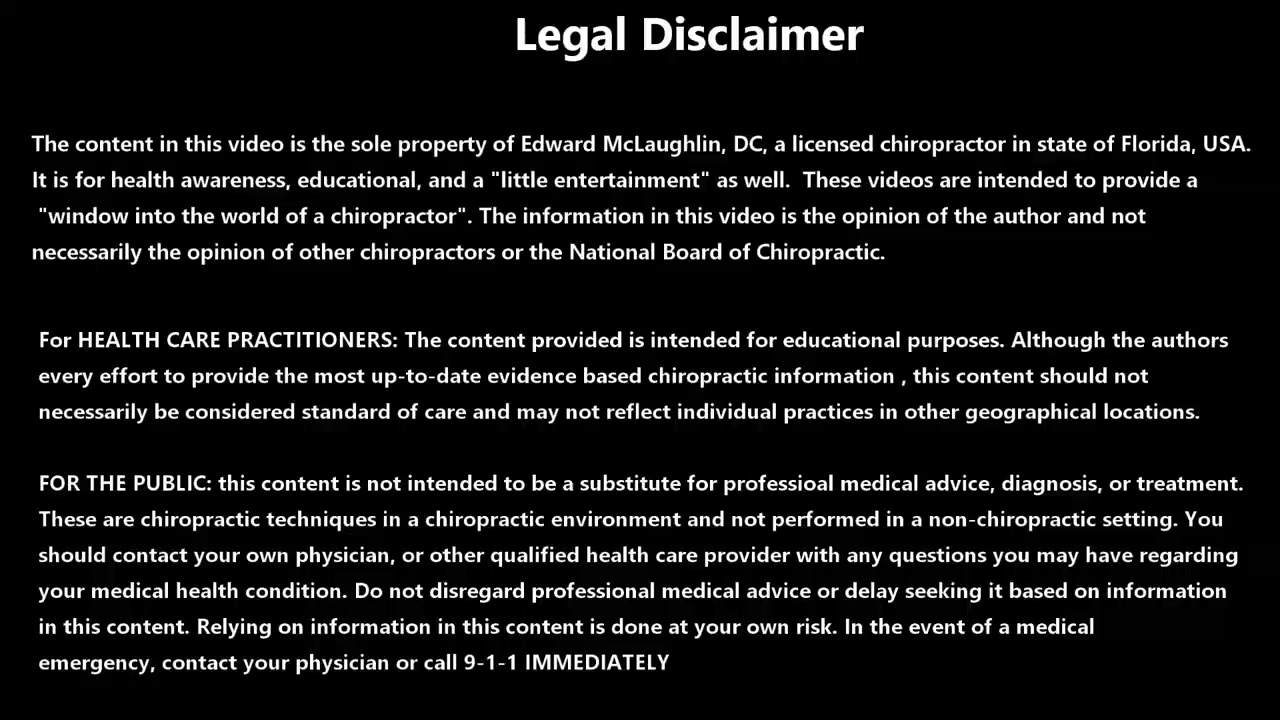 Legal Disclaimer
The content in this video is the sole property of Edward McLaughlin, DC, a licensed chiropractor in state of Florida, USA.
It is for health awareness, educational, and a "little entertainment" as well. These videos are intended to provide a
"window into the world of a chiropractor". The information in this video is the opinion of the author and not
necessarily the opinion of other chiropractors or the National Board of Chiropractic.
For HEALTH CARE PRACTITIONERS: The content provided is intended for educational purposes. Although the authors
every effort to provide the most up-to-date evidence based chiropractic information , this content should not
necessarily be considered standard of care and may not reflect individual practices in other geographical locations.
FOR THE PUBLIC: this content is not intended to be a substitute for professioal medical advice, diagnosis, or treatment.
These are chiropractic techniques in a chiropractic environment and not performed in a non-chiropractic setting. You
should contact your own physician, or other qualified health care provider with any questions you may have regarding
your medical health condition. Do not disregard professional medical advice or delay seeking it based on information
in this content. Relying on information in this content is done at your own risk. In the event of a medical
emergency, contact your physician or call 9-1-1 IMMEDIATELY